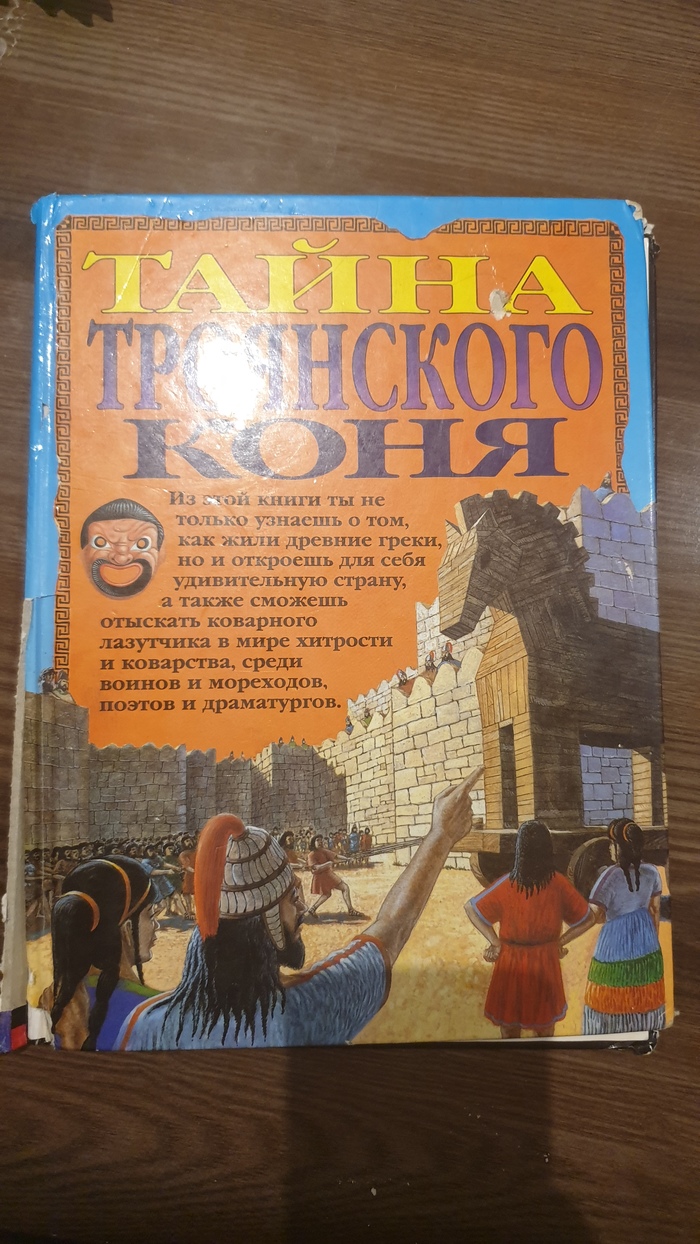 ТАЙНА
ТРОЯНСКОГО
КОНЯ
Из этой книги ты не
только узнаешь о том,
как жили древние греки,
но и откроешь для себя
удивительную страну,
а также сможешь
отыскать коварного
лазутчика в мире хитрости
и коварства, среди
воинов и мореходов,
поэтов и драматургов.